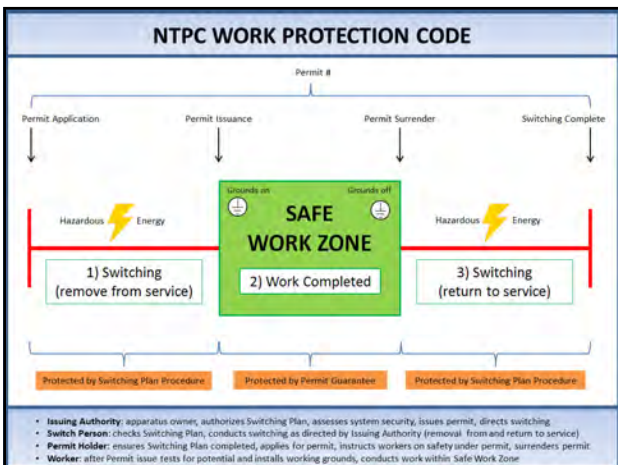 NTPC WORK PROTECTION CODE
Permit #
Permit Application
Permit Issuance
Permit Surrender
Switching Complete
Grounds on
Grounds off
Hazardous
Energy
SAFE
WORK ZONE
Hazardous
Energy
1) Switching
(remove from service)
2) Work Completed
3) Switching
(return to service)
Protected by Switching Plan Procedure
Protected by Permit Guarantee
Protected by Switching Plan Procedure
• Issuing Authority: apparatus owner, authorizes Switching Plan, assesses system security, issues permit, directs switching
• Switch Person: checks Switching Plan, conducts switching as directed by Issuing Authority (removal from and return to service)
• Permit Holder: ensures Switching Plan completed, applies for permit, instructs workers on safety under permit, surrenders permit
• Worker: after Permit issue tests for potential and installs working grounds, conducts work within Safe Work Zone